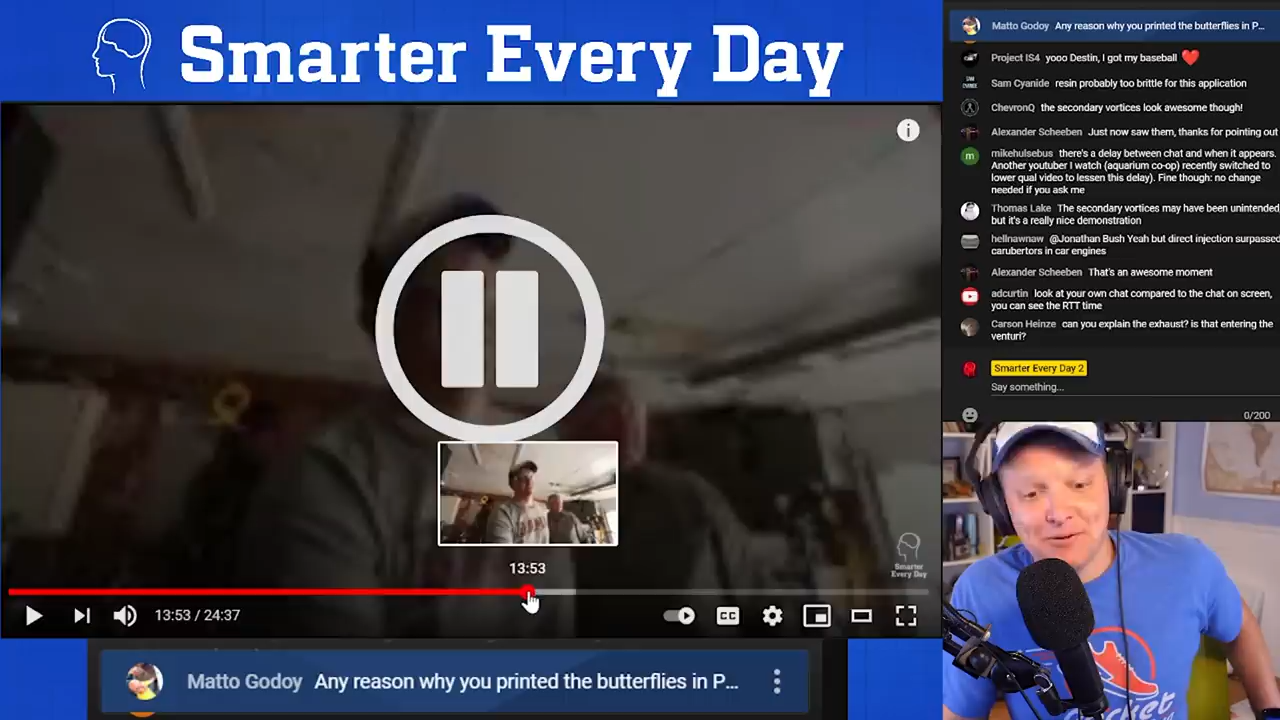 Smarter Every Day
i
Smarter
Every Day
13:53
13:53 / 24:37
CC
Matto Godoy Any reason why you printed the butterflies in P...
Matto Godoy Any reason why you printed the butterflies in P...
Project IS4 yooo Destin, I got my baseball
Sam Cyanide resin probably too brittle for this application
ChevronQ the secondary vortices look awesome though!
Alexander Scheeben Just now saw them, thanks for pointing out
m
mikehulsebus there's a delay between chat and when it appears.
Another youtuber I watch (aquarium co-op) recently switched to
lower qual video to lessen this delay). Fine though: no change
needed if you ask me
Thomas Lake The secondary vortices may have been unintended
but it's a really nice demonstration
hellnawnaw @Jonathan Bush Yeah but direct injection surpassed
carubertors in car engines
Alexander Scheeben That's an awesome moment
adcurtin look at your own chat compared to the chat on screen,
you can see the RTT time
Carson Heinze can you explain the exhaust? is that entering the
venturi?
Smarter Every Day 2
Say something...
0/200